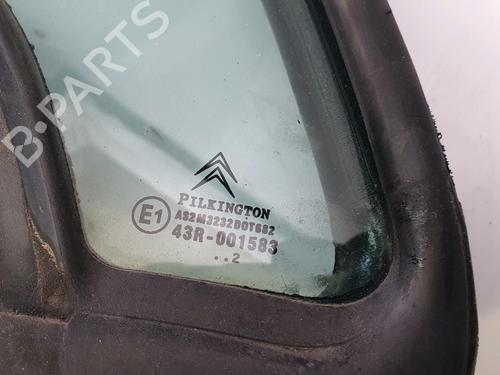 B-PARTS
PILKINGTON
E1
AS2M3232DOT682
43R-001583
..2